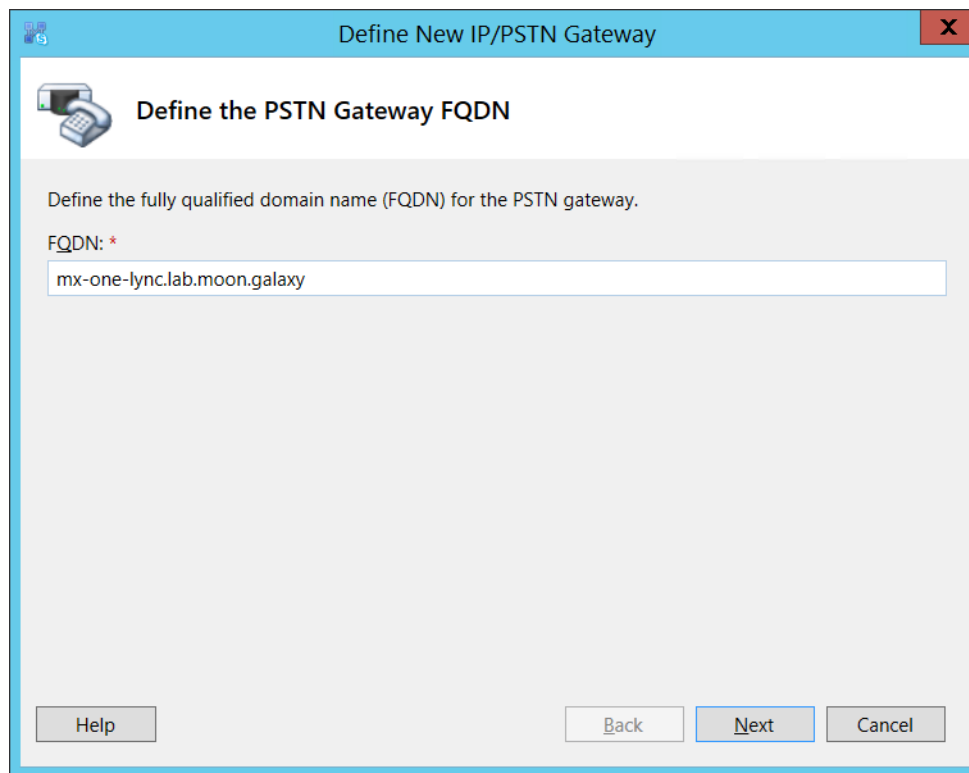 Define New IP/PSTN Gateway
X
Define the PSTN Gateway FQDN
Define the fully qualified domain name (FQDN) for the PSTN gateway.
FQDN: *
mx-one-lync.lab.moon.galaxy
Help
Back
Next
Cancel